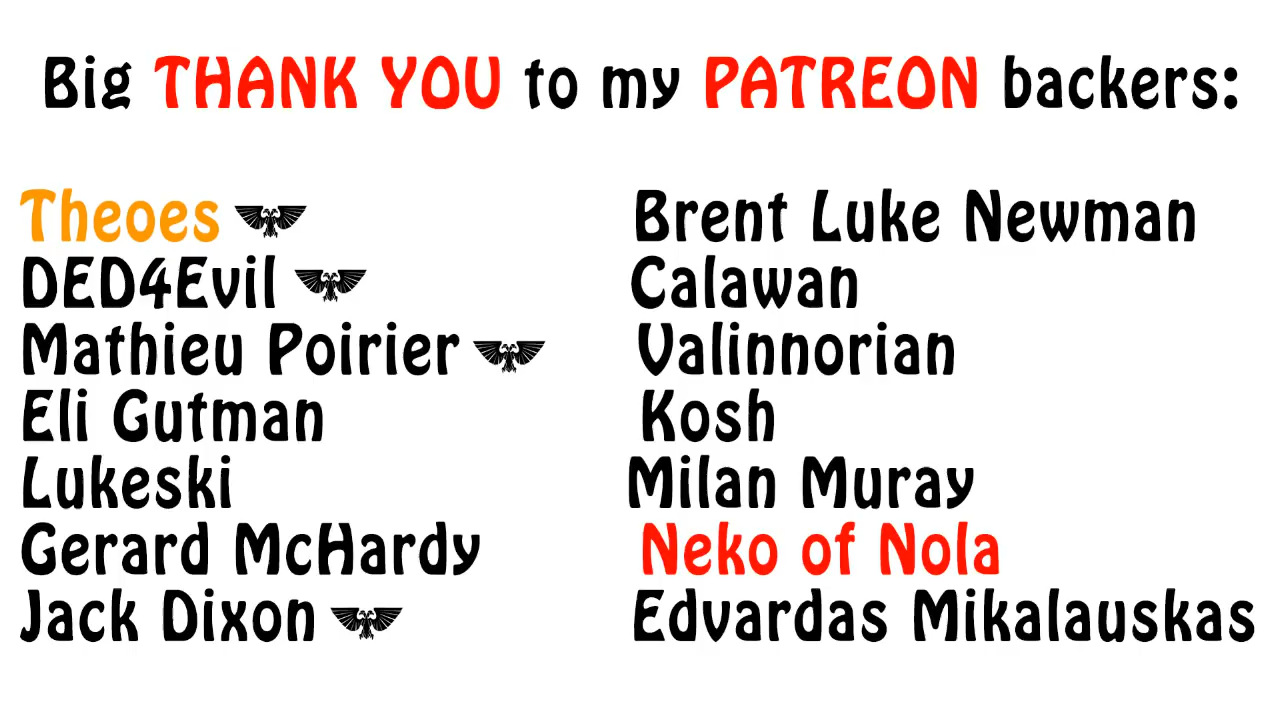 Big THANK YOU to my PATREON backers:
Theoes
DED4Evil
Mathieu Poirier
Eli Gutman
Lukeski
Gerard McHardy
Jack Dixon
Brent Luke Newman
Calawan
Valinnorian
Kosh
Milan Muray
Neko of Nola
Edvardas Mikalauskas